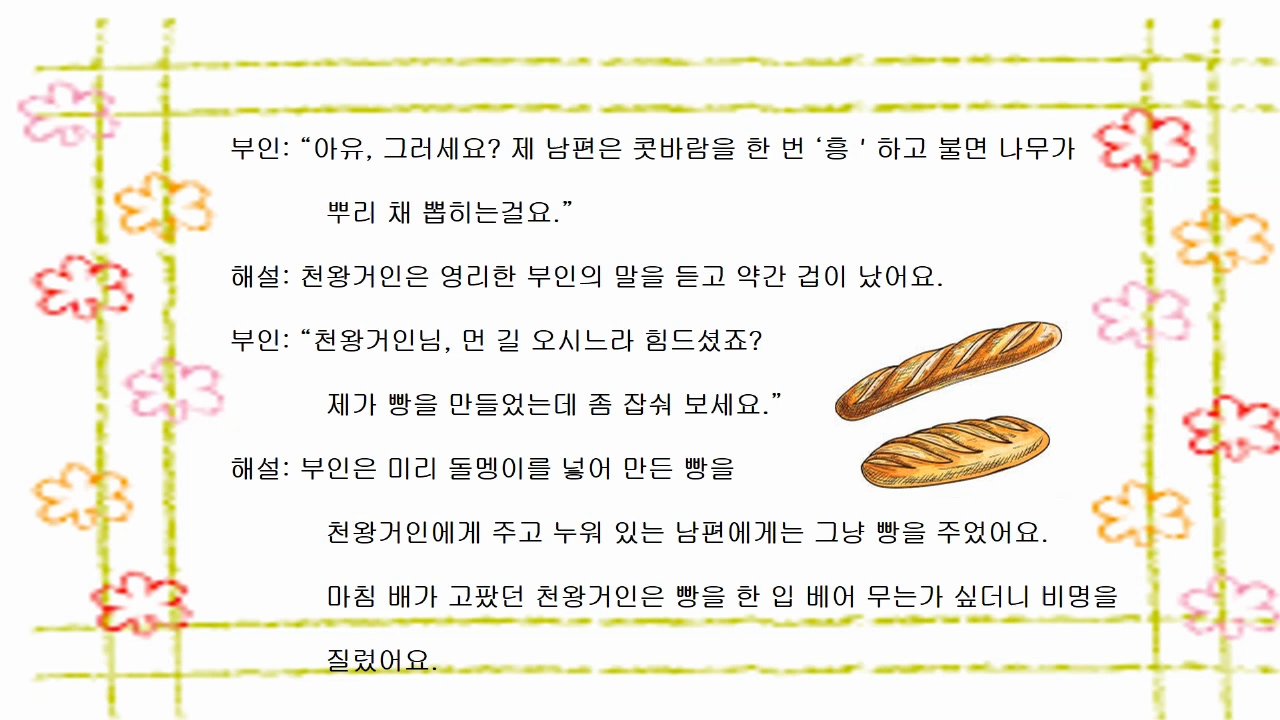 부인: “아유, 그러세요? 제 남편은 콧바람을 한 번 ‘흥 ' 하고 불면 나무가
뿌리 채 뽑히는걸요.”
해설: 천왕거인은 영리한 부인의 말을 듣고 약간 겁이 났어요.
부인: “천왕거인님, 먼 길 오시느라 힘드셨죠?
제가 빵을 만들었는데 좀 잡숴 보세요.”
해설: 부인은 미리 돌멩이를 넣어 만든 빵을
천왕거인에게 주고 누워 있는 남편에게는 그냥 빵을 주었어요.
마침 배가 고팠던 천왕거인은 빵을 한 입 베어 무는가 싶더니 비명을
질렀어요.